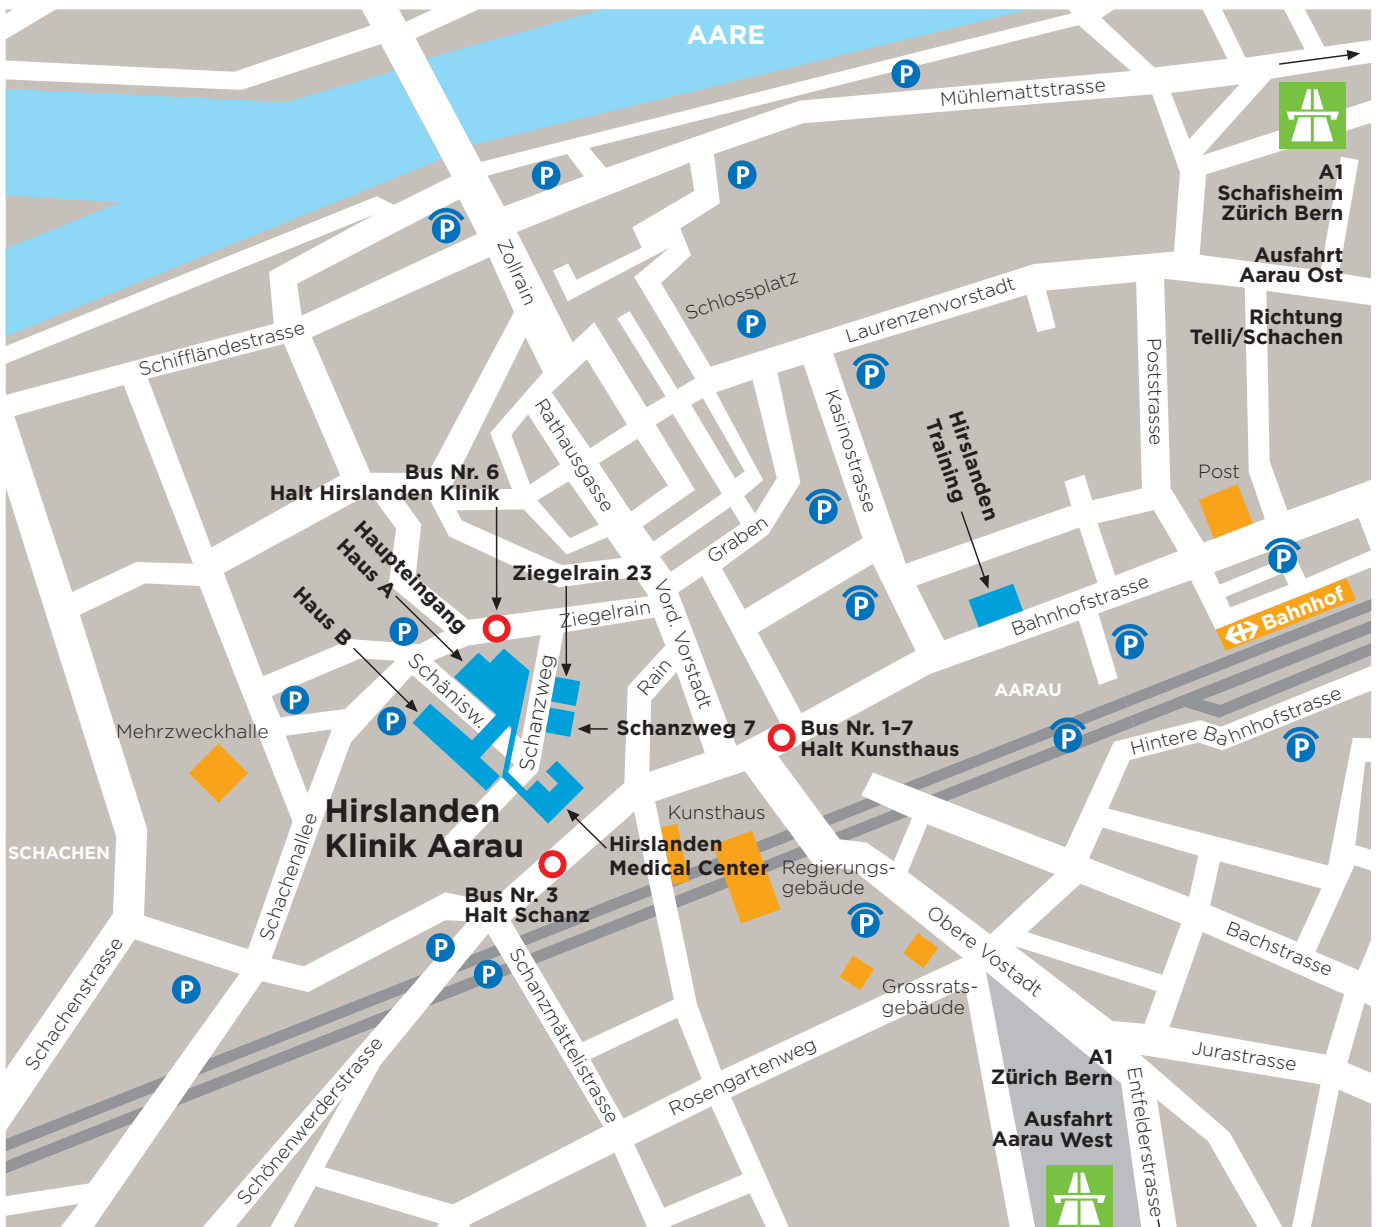 AARE
P
Mühlemattstrasse
A1
Schafisheim
Zürich Bern
Ausfahrt
Aarau Ost
Richtung
Telli/Schachen
P
P
P
Zollrain
Schlossplatz
P
Laurenzenvorstadt
Schiffländestrasse
P
Poststrasse
Kasinostrasse
Rathausgasse
Hirslanden
Training
Post
Bus Nr. 6
Halt Hirslanden Klinik
P
Graben
P
Haupteingang
Haus A
Haus B
Ziegelrain 23
Ziegelrain
Vord. Vorstadt
P
Bahnhofstrasse
Bahnhof
P
P
Schänisw.
Schanzweg
Rain
AARAU
P
P
Mehrzweckhalle
Schanzweg 7
Bus Nr. 1–7
Halt Kunsthaus
P
Hintere Bahnhofstrasse
P
Hirslanden
Klinik Aarau
Kunsthaus
Hirslanden
Medical Center
Regierungs-
gebäude
SCHACHEN
Schachenallee
Bus Nr. 3
Halt Schanz
P
Obere Vostadt
Bachstrasse
P
P
P
Schachenstrasse
Schanzmättelistrasse
Grossrats-
gebäude
Schönenwerderstrasse
Rosengartenweg
Jurastrasse
A1
Zürich Bern
Ausfahrt
Aarau West
Entfelderstrasse